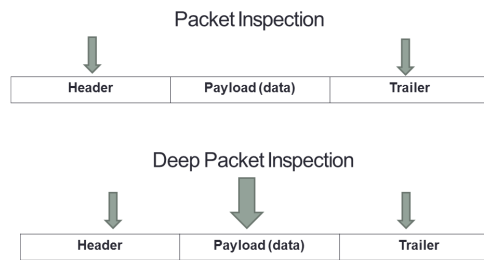 Packet Inspection
Header Payload (data) Trailer
Deep Packet Inspection
Header Payload (data) Trailer